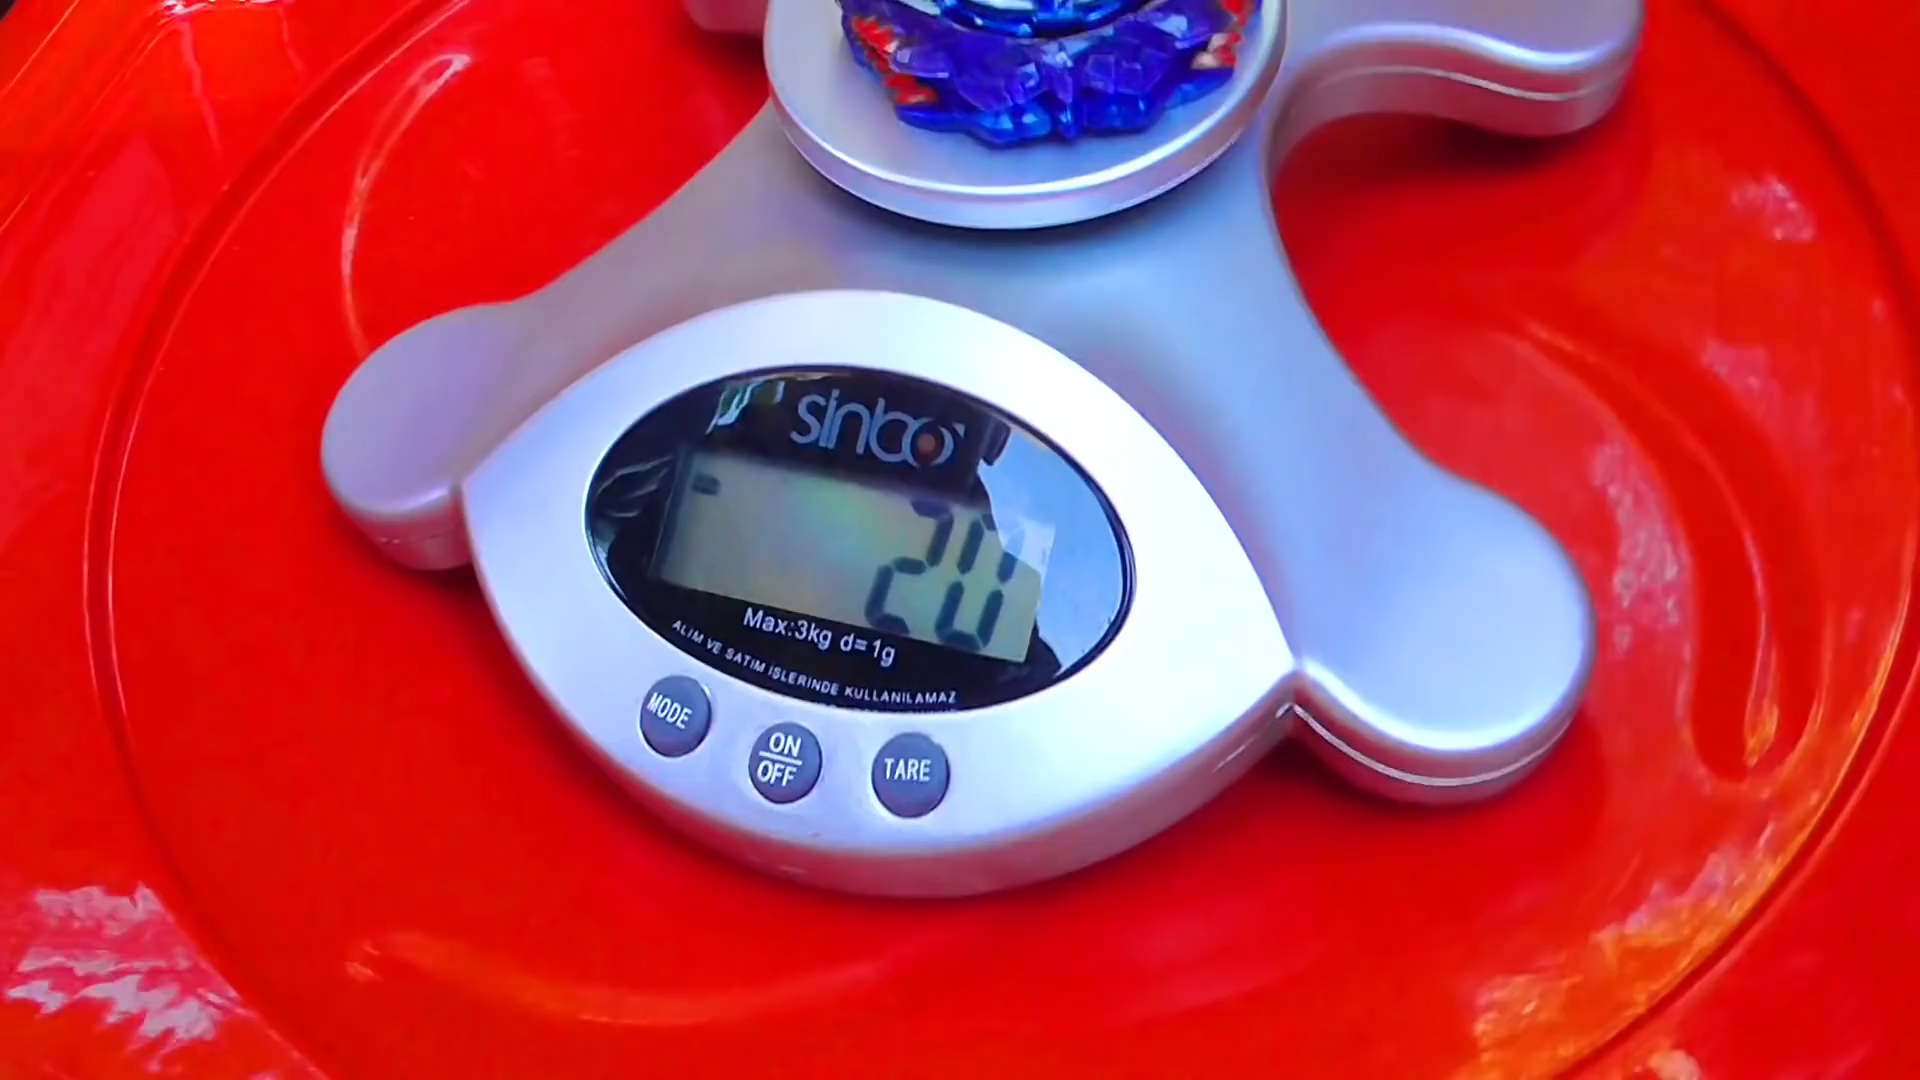 sinbo
20
Max:3kg d=1g
ALIM VE SATIM İŞLERİNDE KULLANILAMAZ
MODE
ON
OFF
TARE